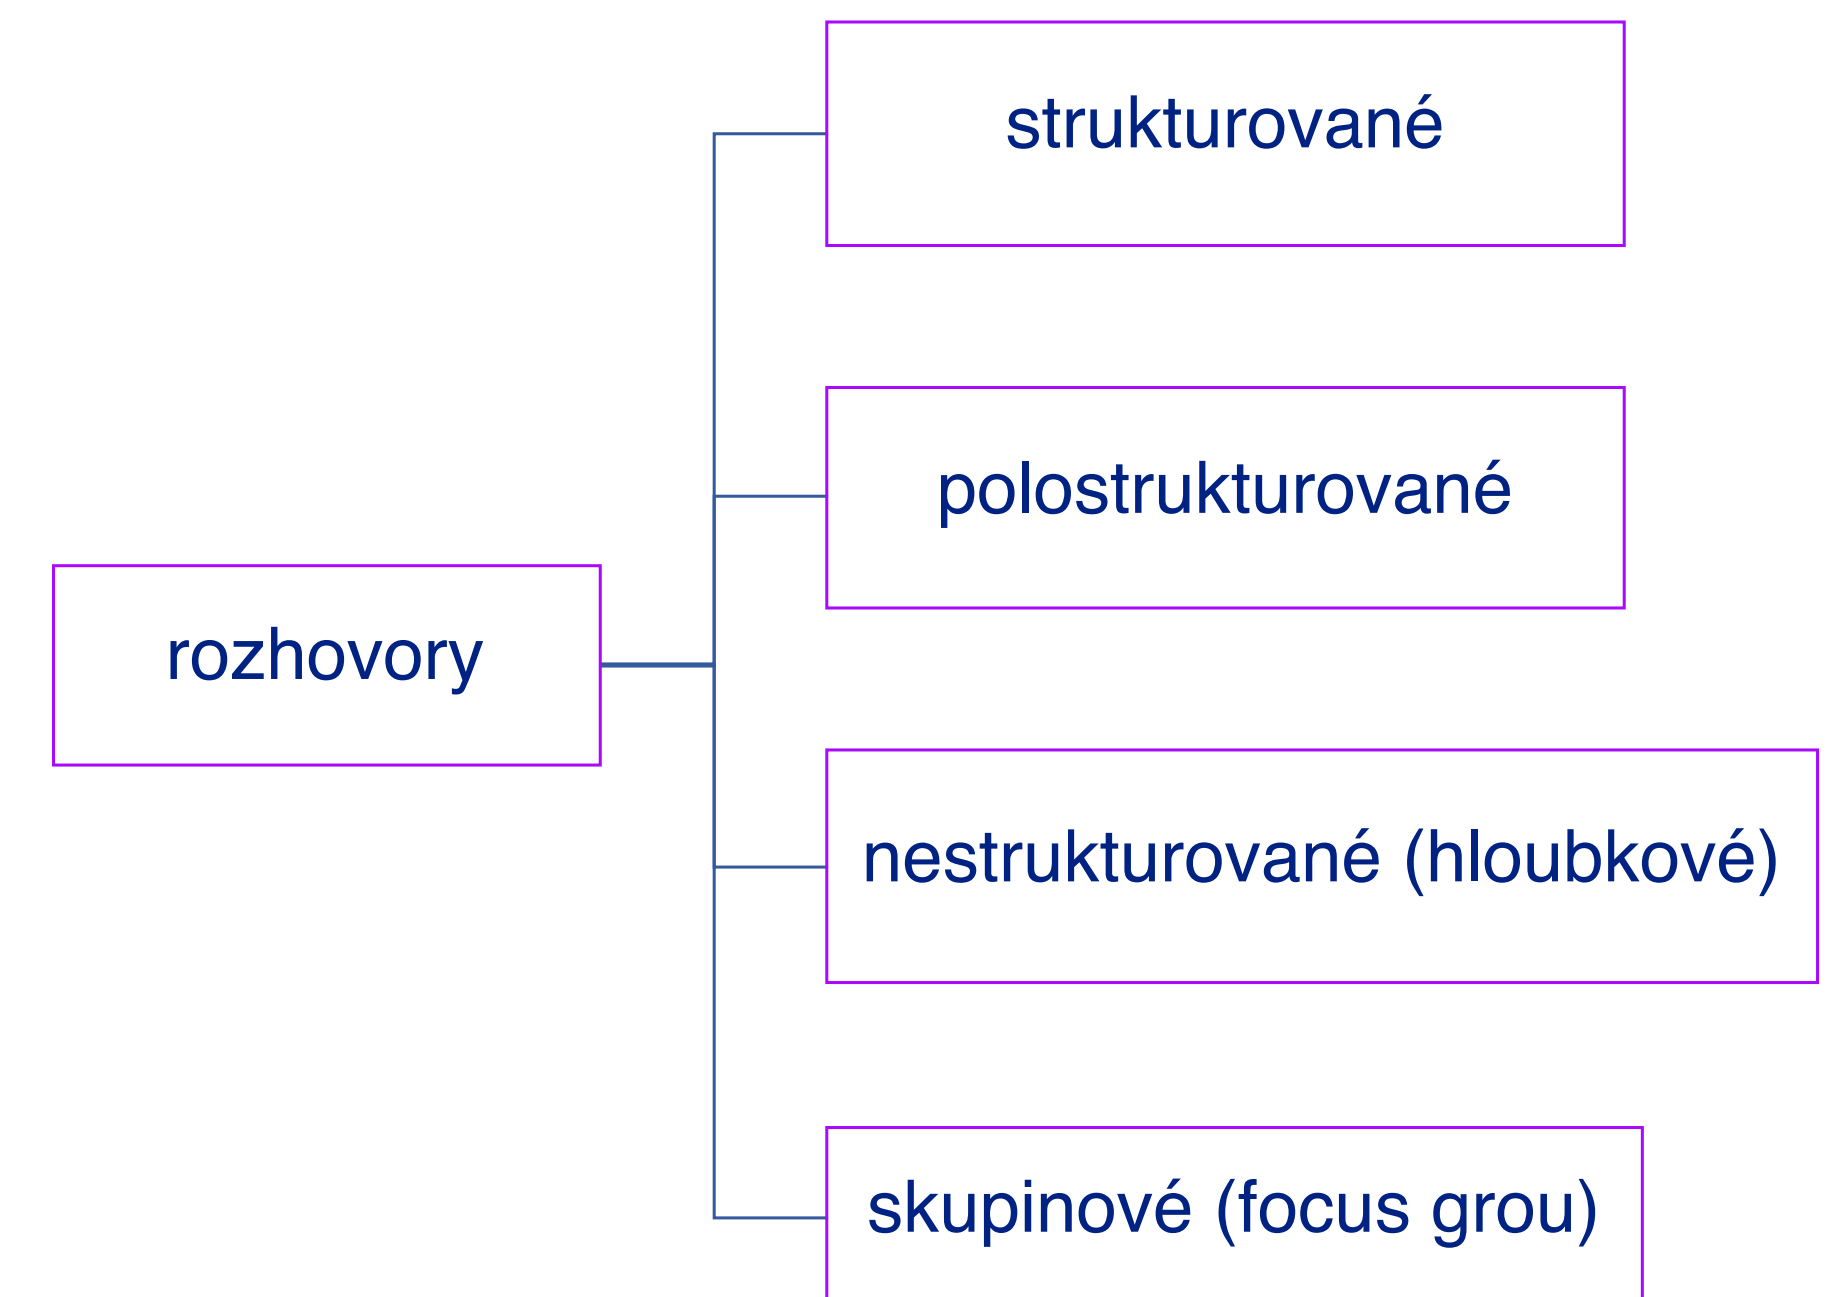 strukturované
polostrukturované
rozhovory
nestrukturované (hloubkové)
skupinové (focus grou)